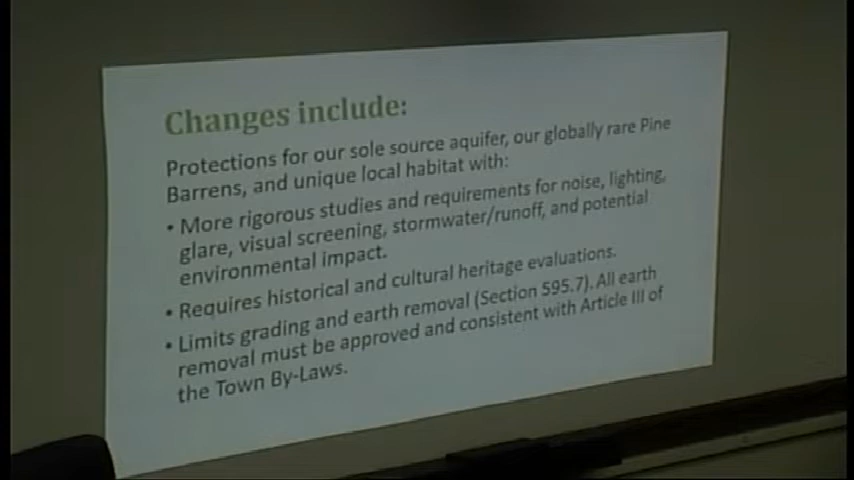 Changes include:
Protections for our sole source aquifer, our globally rare Pine
Barrens, and unique local habitat with:
• More rigorous studies and requirements for noise, lighting,
glare, visual screening, stormwater/runoff, and potential
environmental impact.
• Requires historical and cultural heritage evaluations.
• Limits grading and earth removal (Section 595.7). All earth
removal must be approved and consistent with Article III of
the Town By-Laws.